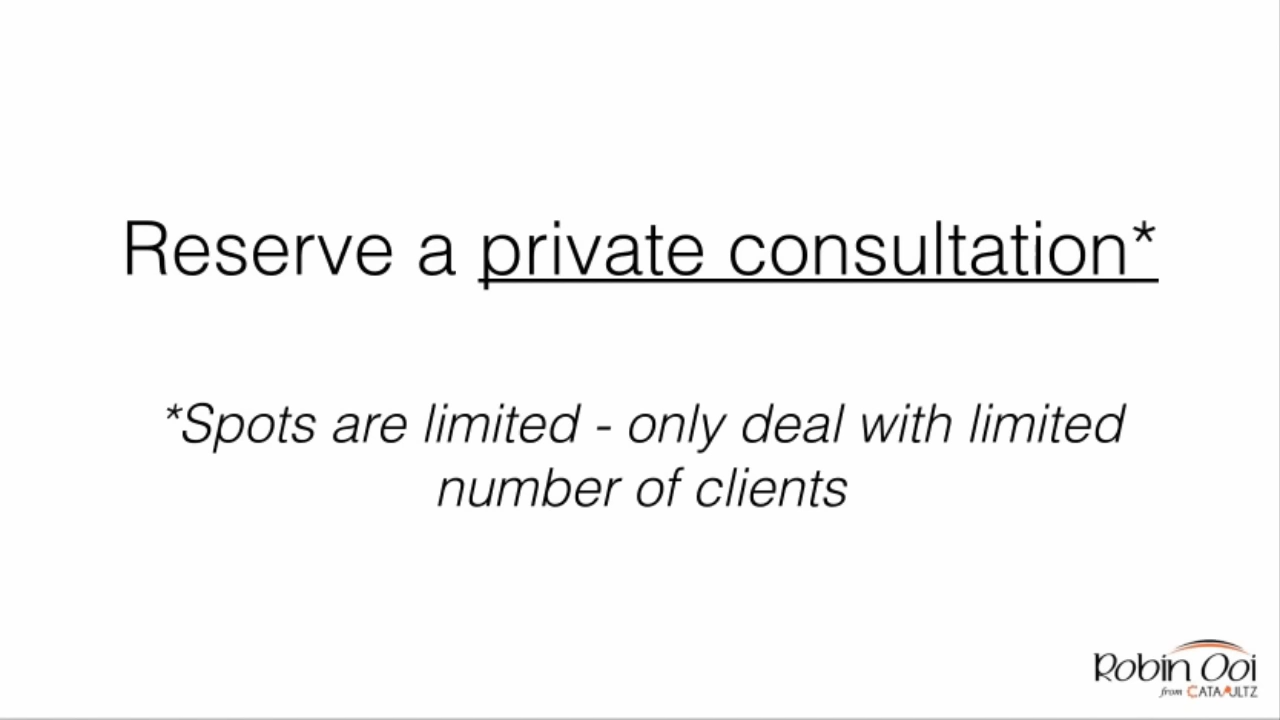 Reserve a private consultation*
*Spots are limited - only deal with limited
number of clients
Robin Ooi
from CATAPULTZ